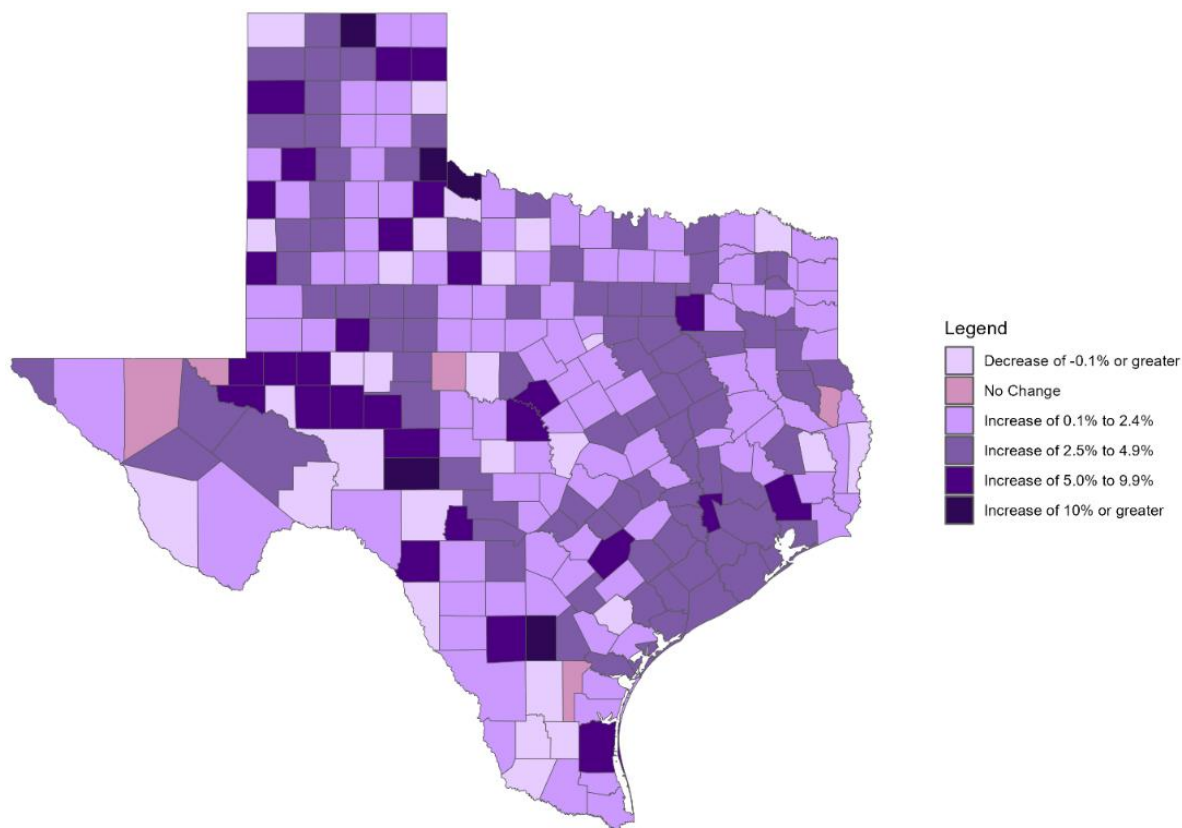 Legend
Decrease of -0.1% or greater
No Change
Increase of 0.1% to 2.4%
Increase of 2.5% to 4.9%
Increase of 5.0% to 9.9%
Increase of 10% or greater